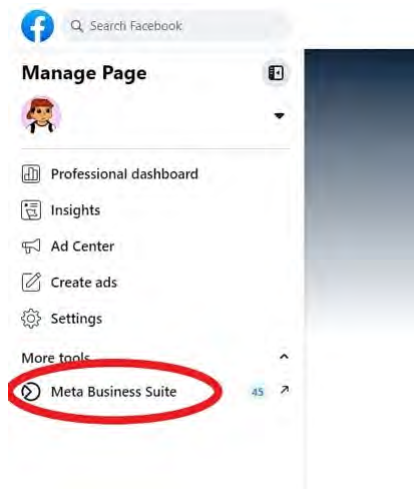 Search Facebook
Manage Page
Professional dashboard
Insights
Ad Center
Create ads
Settings
More tools
Meta Business Suite 45